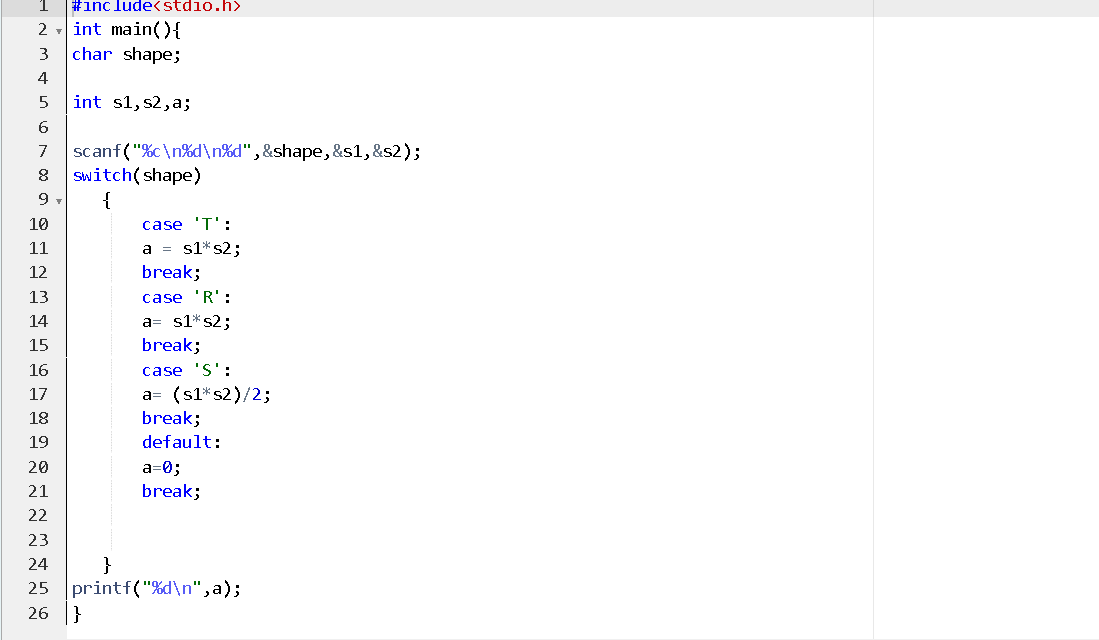 1 #include<stdio.h>
2 int main(){
3 char shape;
4
5 int s1,s2,a;
6
7 scanf("%c\n%d\n%d",&shape,&s1,&s2);
8 switch(shape)
9 {
10 case 'T':
11 a = s1*s2;
12 break;
13 case 'R':
14 a= s1*s2;
15 break;
16 case 'S':
17 a= (s1*s2)/2;
18 break;
19 default:
20 a=0;
21 break;
22
23
24 }
25 printf("%d\n",a);
26 }